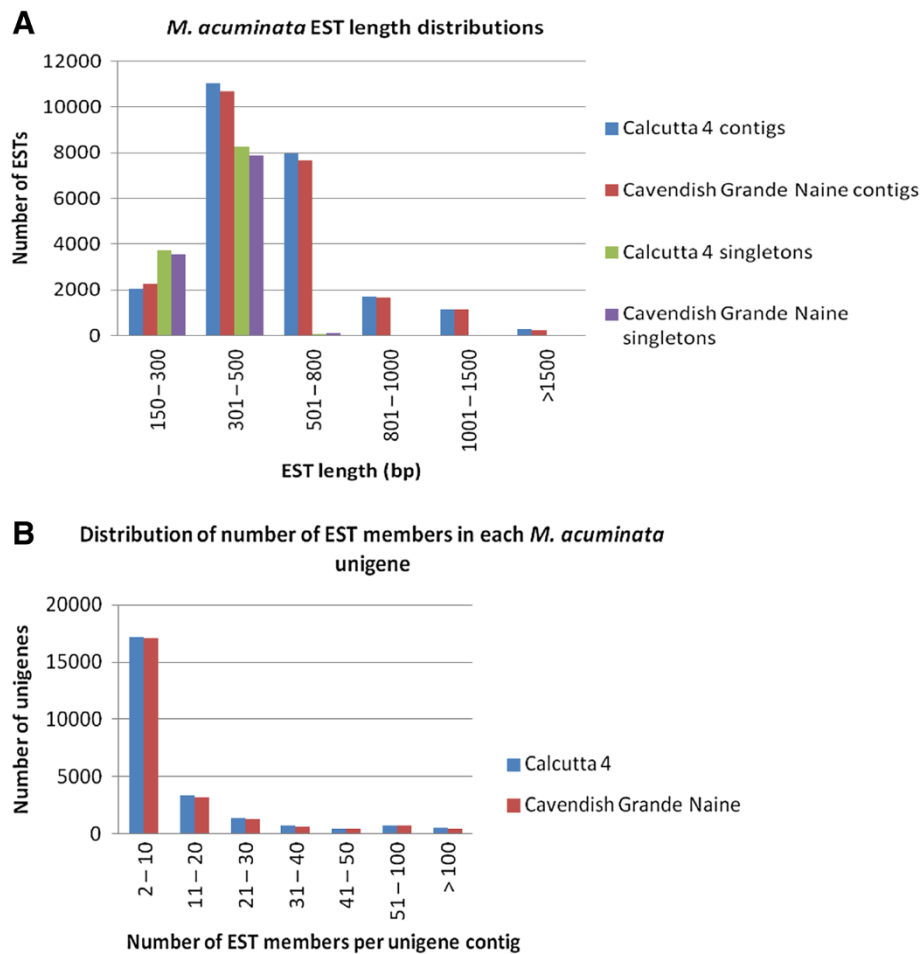 A
M. acuminata EST length distributions
Number of ESTs
12000
10000
8000
6000
4000
2000
0
150–300
301–500
501–800
801–1000
1001–1500
>1500
EST length (bp)
Calcutta 4 contigs
Cavendish Grande Naine contigs
Calcutta 4 singletons
Cavendish Grande Naine
singletons
B
Distribution of number of EST members in each M. acuminata
unigene
Number of unigenes
20000
15000
10000
5000
0
2–10
11–20
21–30
31–40
41–50
51–100
>100
Number of EST members per unigene contig
Calcutta 4
Cavendish Grande Naine